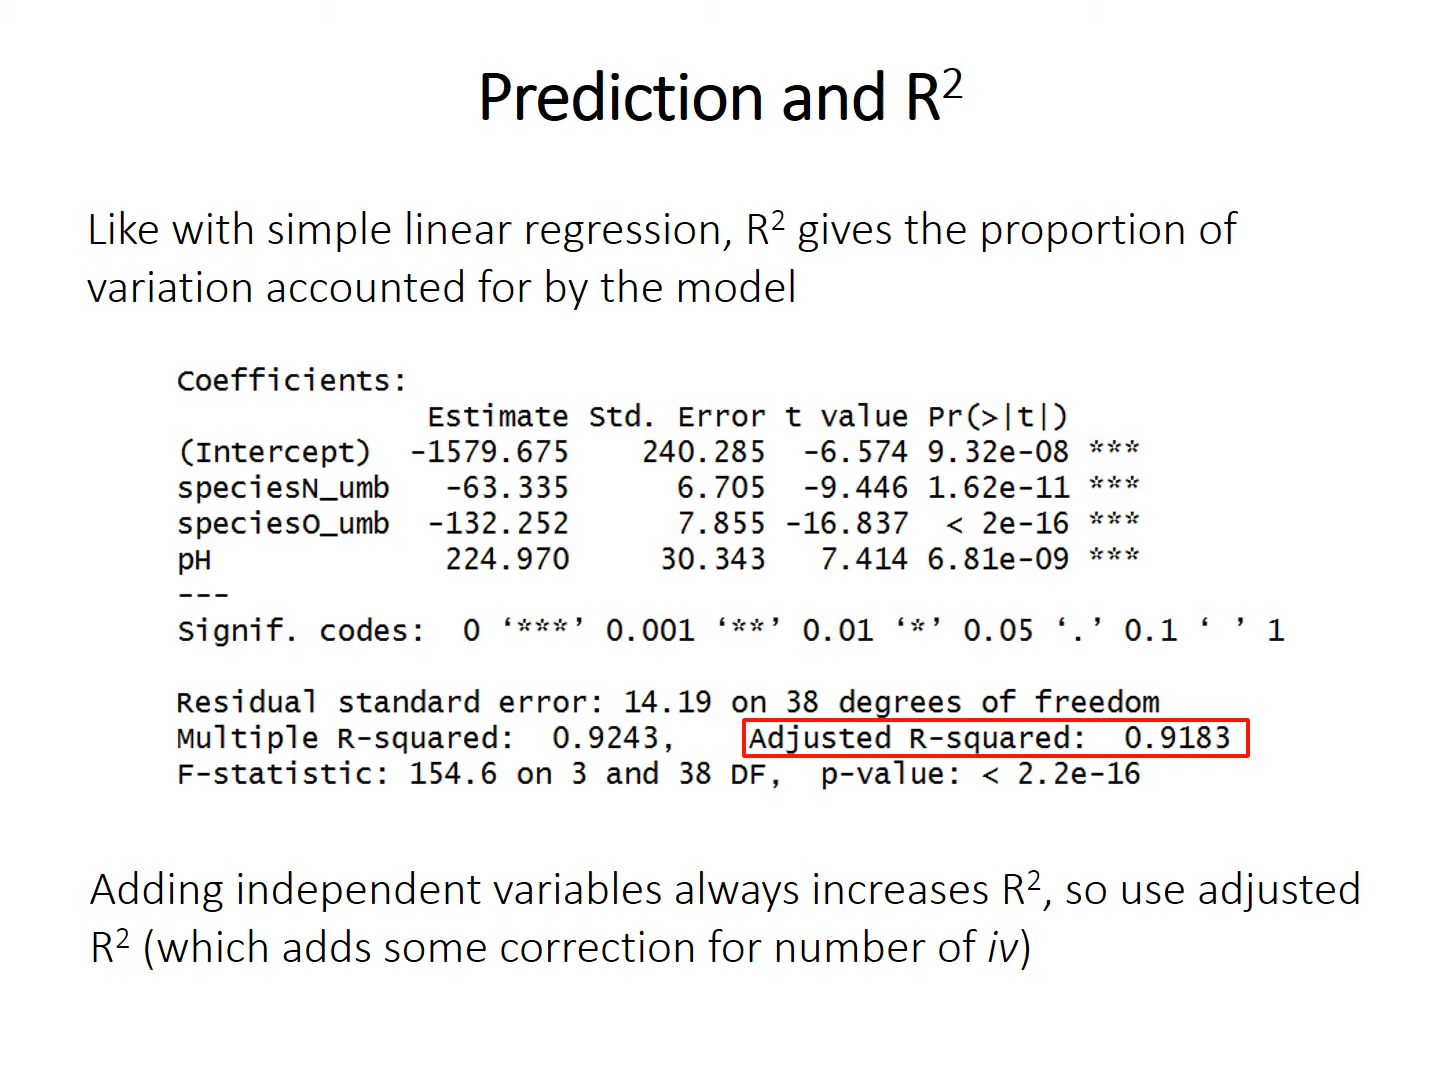 Prediction and R²
Like with simple linear regression, R² gives the proportion of
variation accounted for by the model
Coefficients:
Estimate Std. Error t value Pr(>|t|)
(Intercept) -1579.675 240.285 -6.574 9.32e-08 ***
speciesN_umb -63.335 6.705 -9.446 1.62e-11 ***
speciesO_umb -132.252 7.855 -16.837 < 2e-16 ***
pH 224.970 30.343 7.414 6.81e-09 ***
---
Signif. codes: 0 ‘***’ 0.001 ‘**’ 0.01 ‘*’ 0.05 ‘.’ 0.1 ‘ ’ 1
Residual standard error: 14.19 on 38 degrees of freedom
Multiple R-squared: 0.9243, Adjusted R-squared: 0.9183
F-statistic: 154.6 on 3 and 38 DF, p-value: < 2.2e-16
Adding independent variables always increases R², so use adjusted
R² (which adds some correction for number of iv)